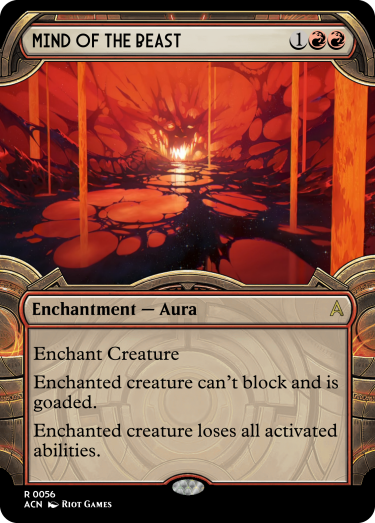 MIND OF THE BEAST 1
Enchantment — Aura
Enchant Creature
Enchanted creature can't block and is
goaded.
Enchanted creature loses all activated
abilities.
R 0056
ACN RIOT GAMES